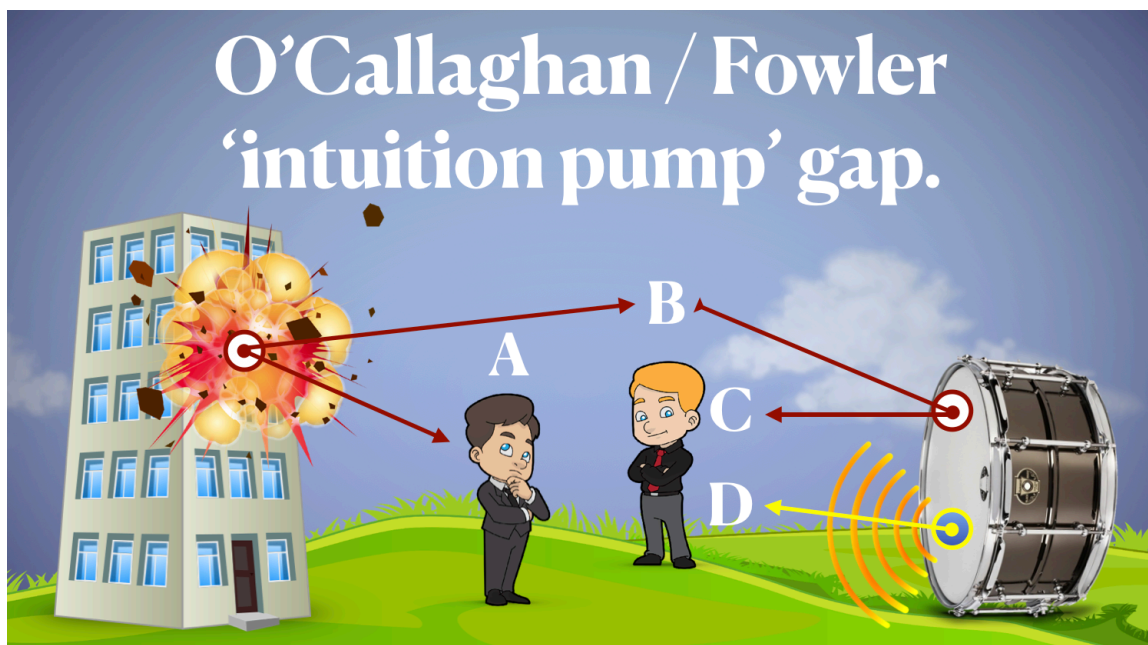 O’Callaghan / Fowler
‘intuition pump’ gap.
B
A
C
D